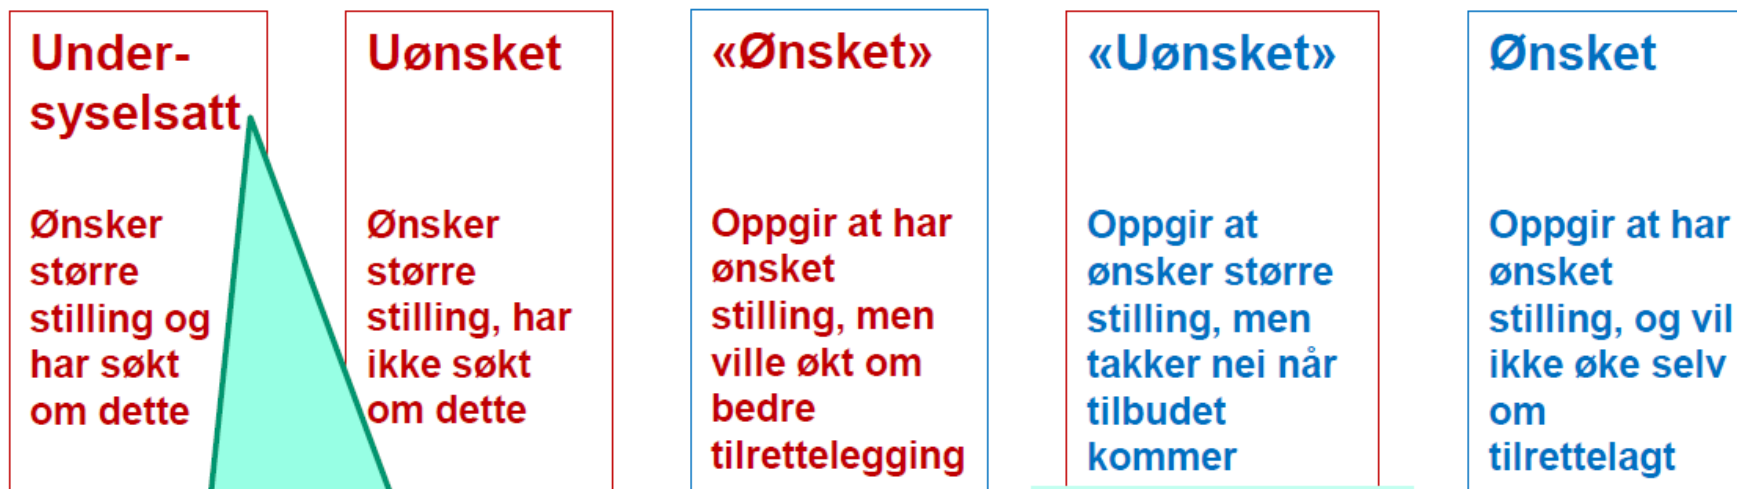 Under-
syselsatt
Ønsker
større
stilling og
har søkt
om dette
Uønsket
Ønsker
større
stilling, har
ikke søkt
om dette
«Ønsket»
Oppgir at har
ønsket
stilling, men
ville økt om
bedre
tilrettelegging
«Uønsket»
Oppgir at
ønsker større
stilling, men
takker nei når
tilbudet
kommer
Ønsket
Oppgir at har
ønsket
stilling, og vil
ikke øke selv
om
tilrettelagt